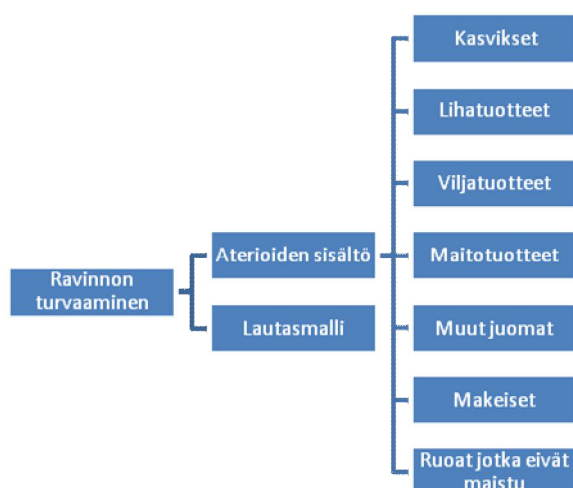 Ravinnon
turvaaminen
Aterioiden sisältö
Lautasmalli
Kasvikset
Lihatuotteet
Viljatuotteet
Maitotuotteet
Muut juomat
Makeiset
Ruoat jotka eivät
maistu